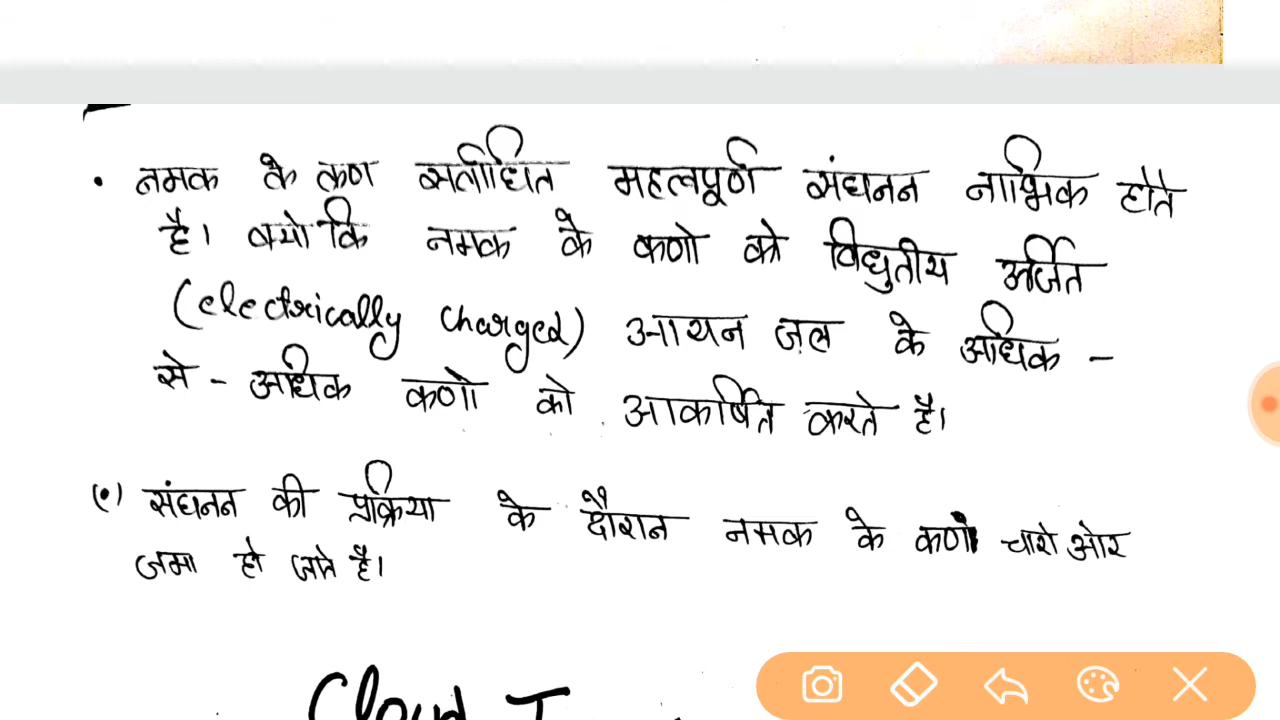 • नमक के कण सर्ताधित महत्वपूर्ण संघनन नाभिक होते
है। क्योकि नमक के कणो को विधुतीय अर्जित
(electrically charged) आयन जल के अधिक -
से - अधिक कणो को आकर्षित करते है।
(•) संघनन की प्रक्रिया के दौरान नमक के कणो चारो ओर
जमा हो जाते है।
Cloud